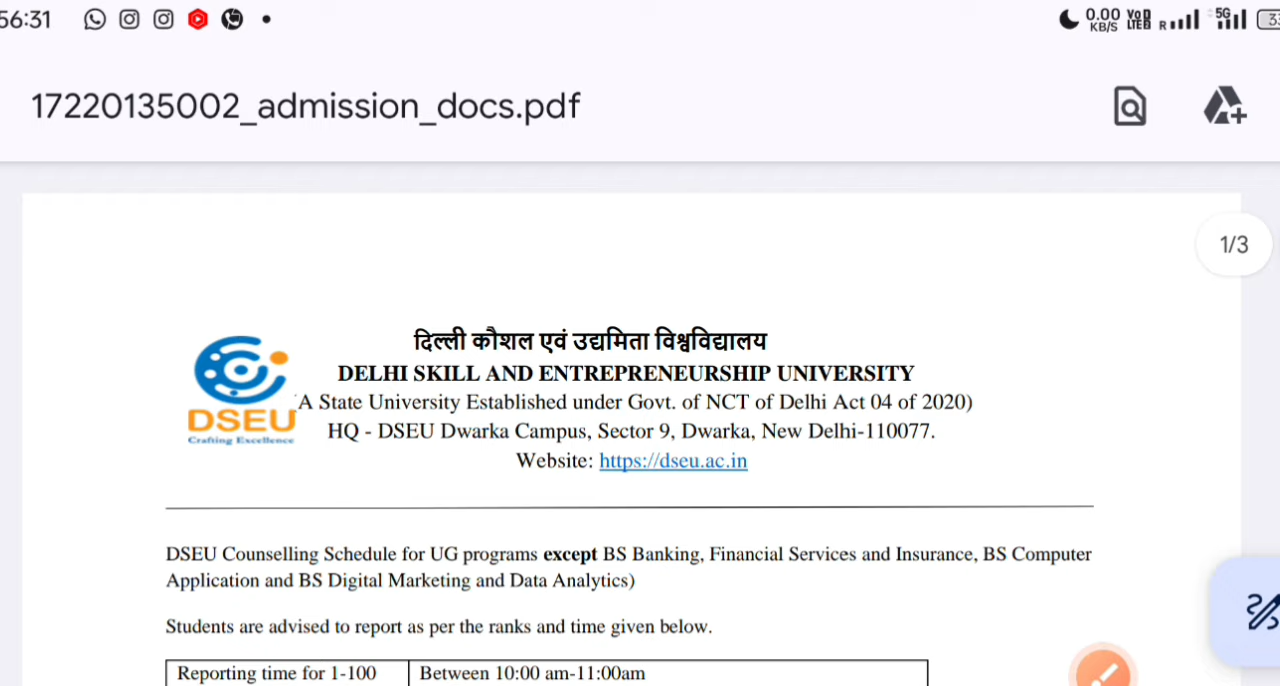 56:31
0.00
KB/S
Vo
LTE
R
5G
17220135002_admission_docs.pdf
1/3
दिल्ली कौशल एवं उद्यमिता विश्वविद्यालय
DELHI SKILL AND ENTREPRENEURSHIP UNIVERSITY
A State University Established under Govt. of NCT of Delhi Act 04 of 2020)
HQ - DSEU Dwarka Campus, Sector 9, Dwarka, New Delhi-110077.
Website: https://dseu.ac.in
DSEU
Crafting Excellence
DSEU Counselling Schedule for UG programs except BS Banking, Financial Services and Insurance, BS Computer
Application and BS Digital Marketing and Data Analytics)
Students are advised to report as per the ranks and time given below.
Reporting time for 1-100 Between 10:00 am-11:00am